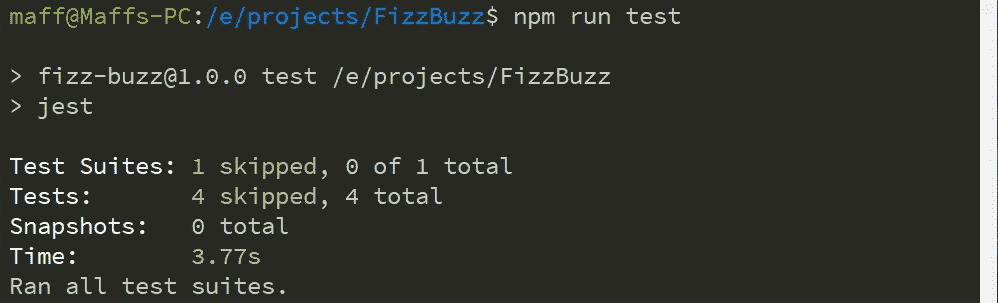 maff@Maffs-PC:/e/projects/FizzBuzz$ npm run test
> fizz-buzz@1.0.0 test /e/projects/FizzBuzz
> jest
Test Suites: 1 skipped, 0 of 1 total
Tests:       4 skipped, 4 total
Snapshots:   0 total
Time:        3.77s
Ran all test suites.